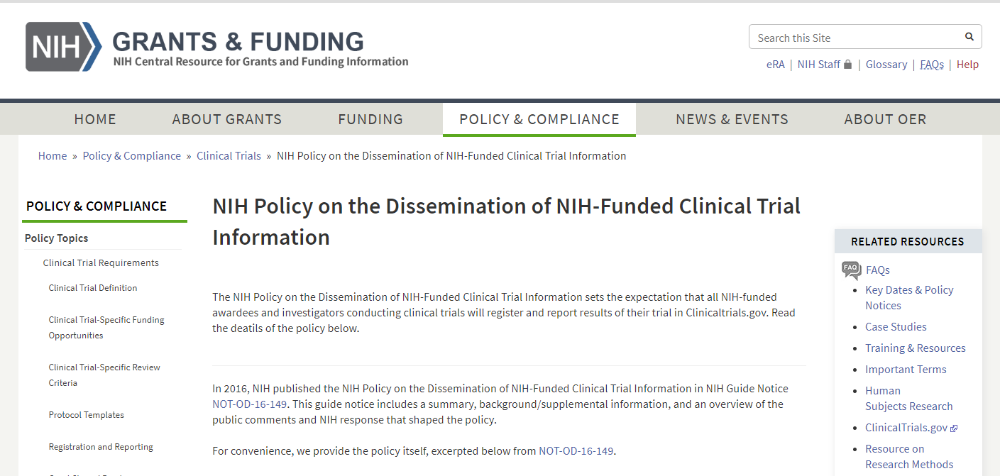 NIH
GRANTS & FUNDING
NIH Central Resource for Grants and Funding Information
Search this Site
eRA | NIH Staff | Glossary | FAQs | Help
HOME ABOUT GRANTS FUNDING POLICY & COMPLIANCE NEWS & EVENTS ABOUT OER
Home » Policy & Compliance » Clinical Trials » NIH Policy on the Dissemination of NIH-Funded Clinical Trial Information
POLICY & COMPLIANCE
Policy Topics
Clinical Trial Requirements
Clinical Trial Definition
Clinical Trial-Specific Funding
Opportunities
Clinical Trial-Specific Review
Criteria
Protocol Templates
Registration and Reporting
NIH Policy on the Dissemination of NIH-Funded Clinical Trial
Information
The NIH Policy on the Dissemination of NIH-Funded Clinical Trial Information sets the expectation that all NIH-funded
awardees and investigators conducting clinical trials will register and report results of their trial in Clinicaltrials.gov. Read
the deatils of the policy below.
In 2016, NIH published the NIH Policy on the Dissemination of NIH-Funded Clinical Trial Information in NIH Guide Notice
NOT-OD-16-149. This guide notice includes a summary, background/supplemental information, and an overview of the
public comments and NIH response that shaped the policy.
For convenience, we provide the policy itself, excerpted below from NOT-OD-16-149.
RELATED RESOURCES
FAQ FAQs
• Key Dates & Policy
Notices
• Case Studies
• Training & Resources
• Important Terms
• Human
Subjects Research
• ClinicalTrials.gov
• Resource on
Research Methods